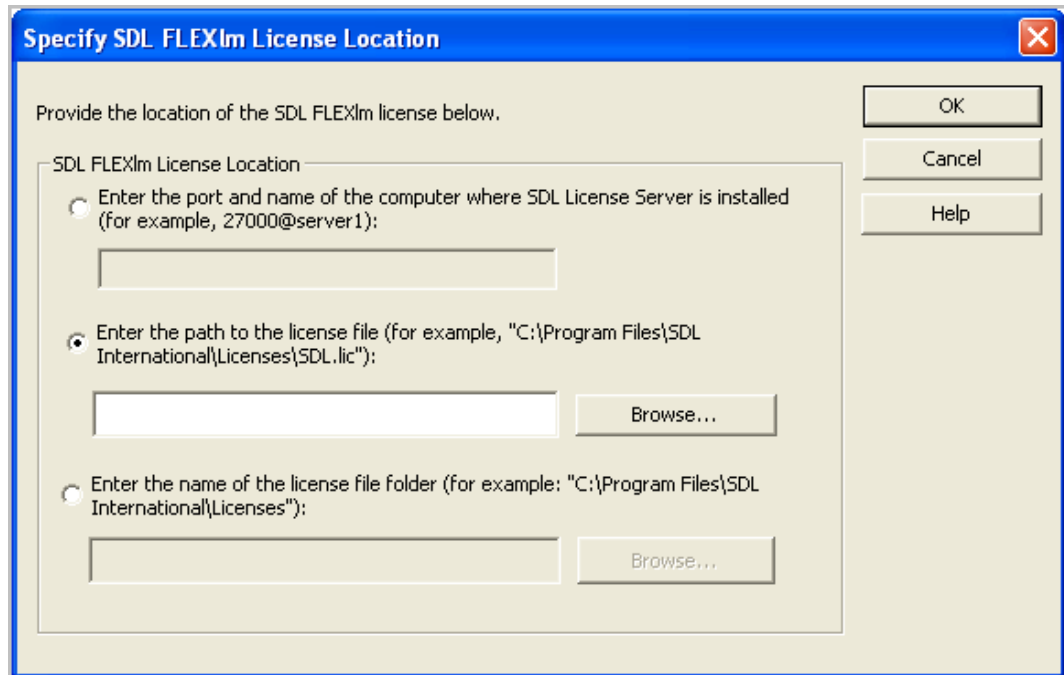 Specify SDL FLEXlm License Location
Provide the location of the SDL FLEXlm license below.
OK
Cancel
Help
SDL FLEXlm License Location
Enter the port and name of the computer where SDL License Server is installed
(for example, 27000@server1):
Enter the path to the license file (for example, "C:\Program Files\SDL
International\Licenses\SDL.lic"):
Browse...
Enter the name of the license file folder (for example: "C:\Program Files\SDL
International\Licenses"):
Browse...